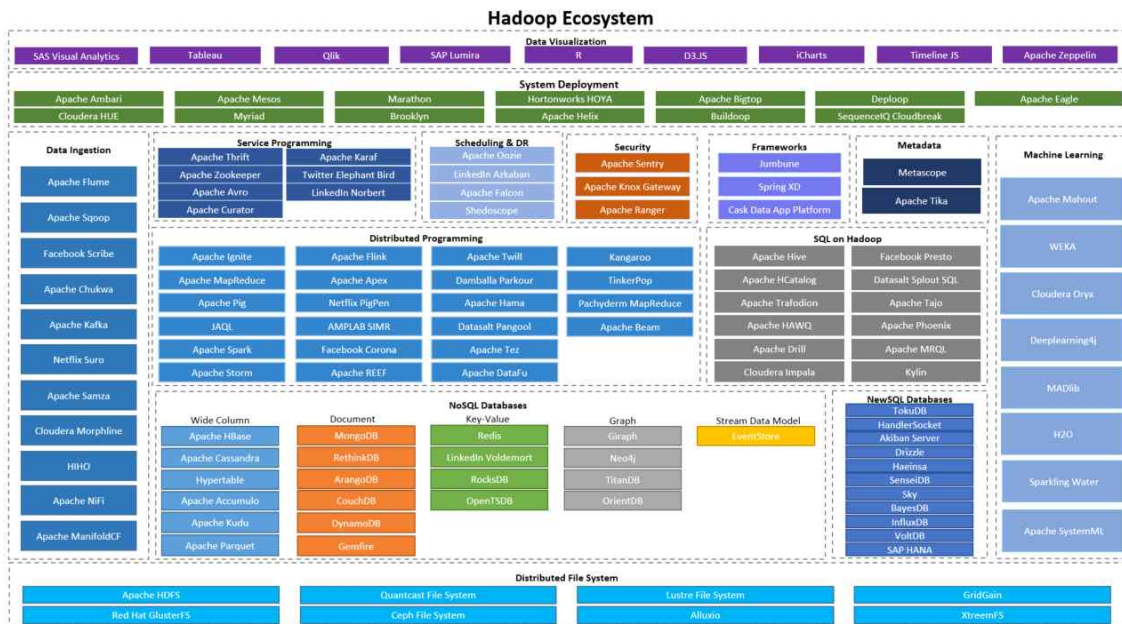 Hadoop Ecosystem
Data Visualization
SAS Visual Analytics
Tableau
Qlik
SAP Lumira
R
D3.JS
iCharts
Timeline JS
Apache Zeppelin
System Deployment
Apache Ambari
Apache Mesos
Marathon
Hortonworks HOYA
Apache Bigtop
Deploop
Apache Eagle
Cloudera HUE
Myriad
Brooklyn
Apache Helix
Buildoop
SequenceIQ Cloudbreak
Data Ingestion
Apache Flume
Apache Sqoop
Facebook Scribe
Apache Chukwa
Apache Kafka
Netflix Suro
Apache Samza
Cloudera Morphline
HIHO
Apache NiFi
Apache ManifoldCF
Service Programming
Apache Thrift
Apache Karaf
Apache Zookeeper
Twitter Elephant Bird
Apache Avro
LinkedIn Norbert
Apache Curator
Scheduling & DR
Apache Oozie
LinkedIn Azkaban
Apache Falcon
Shedoscope
Security
Apache Sentry
Apache Knox Gateway
Apache Ranger
Frameworks
Jumbune
Spring XD
Cask Data App Platform
Metadata
Metascope
Apache Tika
Machine Learning
Apache Mahout
WEKA
Cloudera Oryx
Deeplearning4j
MADlib
H2O
Sparkling Water
Apache SystemML
Distributed Programming
Apache Ignite
Apache Flink
Apache Twill
Kangaroo
Apache MapReduce
Apache Apex
Damballa Parkour
TinkerPop
Apache Pig
Netflix PigPen
Apache Hama
Pachyderm MapReduce
JAQL
AMPLAB SIMR
Datasalt Pangool
Apache Beam
Apache Spark
Facebook Corona
Apache Tez
Apache Storm
Apache REEF
Apache DataFu
SQL on Hadoop
Apache Hive
Facebook Presto
Apache HCatalog
Datasalt Splout SQL
Apache Trafodion
Apache Tajo
Apache HAWQ
Apache Phoenix
Apache Drill
Apache MRQL
Cloudera Impala
Kylin
NoSQL Databases
Wide Column
Apache HBase
Apache Cassandra
Hypertable
Apache Accumulo
Apache Kudu
Apache Parquet
Document
MongoDB
RethinkDB
ArangoDB
CouchDB
DynamoDB
Gemfire
Key-Value
Redis
LinkedIn Voldemort
RocksDB
OpenTSDB
Graph
Giraph
Neo4j
TitanDB
OrientDB
Stream Data Model
EventStore
NewSQL Databases
TokuDB
HandlerSocket
Akiban Server
Drizzle
Haeinsa
SenseiDB
Sky
BayesDB
InfluxDB
VoltDB
SAP HANA
Distributed File System
Apache HDFS
Quantcast File System
Lustre File System
GridGain
Red Hat GlusterFS
Ceph File System
Alluxio
XtreemFS